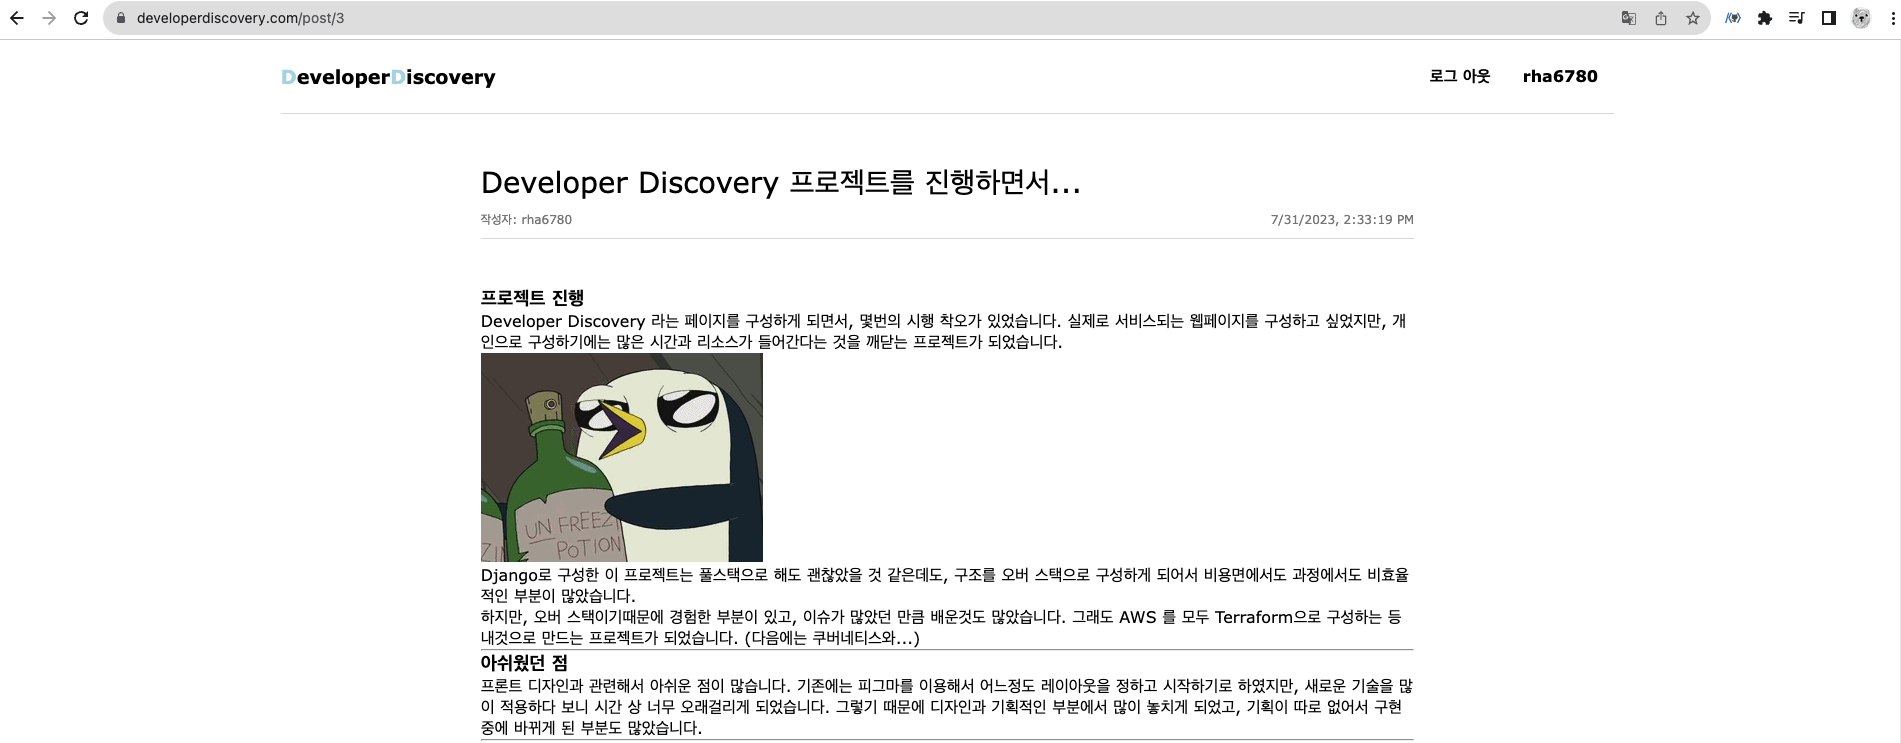 developerdiscovery.com/post/3
DeveloperDiscovery
로그 아웃 rha6780
Developer Discovery 프로젝트를 진행하면서...
작성자: rha6780 7/31/2023, 2:33:19 PM
프로젝트 진행
Developer Discovery 라는 페이지를 구성하게 되면서, 몇번의 시행 착오가 있었습니다. 실제로 서비스되는 웹페이지를 구성하고 싶었지만, 개
인으로 구성하기에는 많은 시간과 리소스가 들어간다는 것을 깨닫는 프로젝트가 되었습니다.
UN FREEZ
POTION
ZIN
Django로 구성한 이 프로젝트는 풀스택으로 해도 괜찮았을 것 같은데도, 구조를 오버 스택으로 구성하게 되어서 비용면에서도 과정에서도 비효율
적인 부분이 많았습니다.
하지만, 오버 스택이기때문에 경험한 부분이 있고, 이슈가 많았던 만큼 배운것도 많았습니다. 그래도 AWS 를 모두 Terraform으로 구성하는 등
내것으로 만드는 프로젝트가 되었습니다. (다음에는 쿠버네티스와...)
아쉬웠던 점
프론트 디자인과 관련해서 아쉬운 점이 많습니다. 기존에는 피그마를 이용해서 어느정도 레이아웃을 정하고 시작하기로 하였지만, 새로운 기술을 많
이 적용하다 보니 시간 상 너무 오래걸리게 되었습니다. 그렇기 때문에 디자인과 기획적인 부분에서 많이 놓치게 되었고, 기획이 따로 없어서 구현
중에 바뀌게 된 부분도 많았습니다.